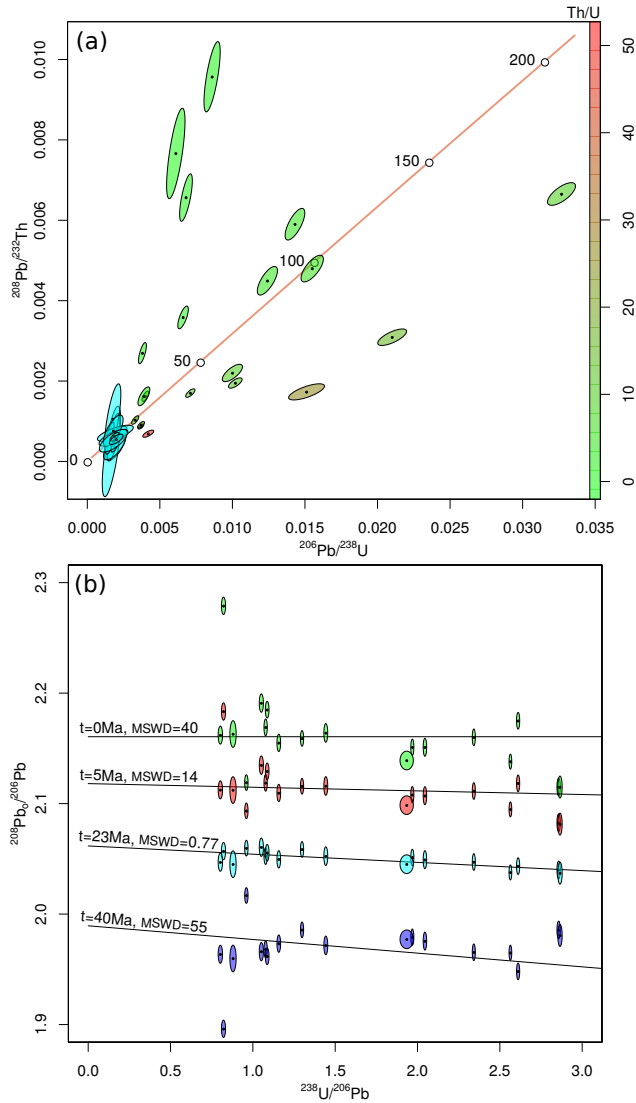 Th/U
(a)
0.010
0.008
0.006
0.004
0.002
0.000
²⁰⁸Pb/²³²Th
200
150
100
50
0
50
40
30
20
10
0
0.000 0.005 0.010 0.015 0.020 0.025 0.030 0.035
²⁰⁶Pb/²³⁸U
(b)
2.3
2.2
2.1
2.0
1.9
²⁰⁸Pb₀/²⁰⁶Pb
t=0Ma, MSWD=40
t=5Ma, MSWD=14
t=23Ma, MSWD=0.77
t=40Ma, MSWD=55
0.0 0.5 1.0 1.5 2.0 2.5 3.0
²³⁸U/²⁰⁶Pb